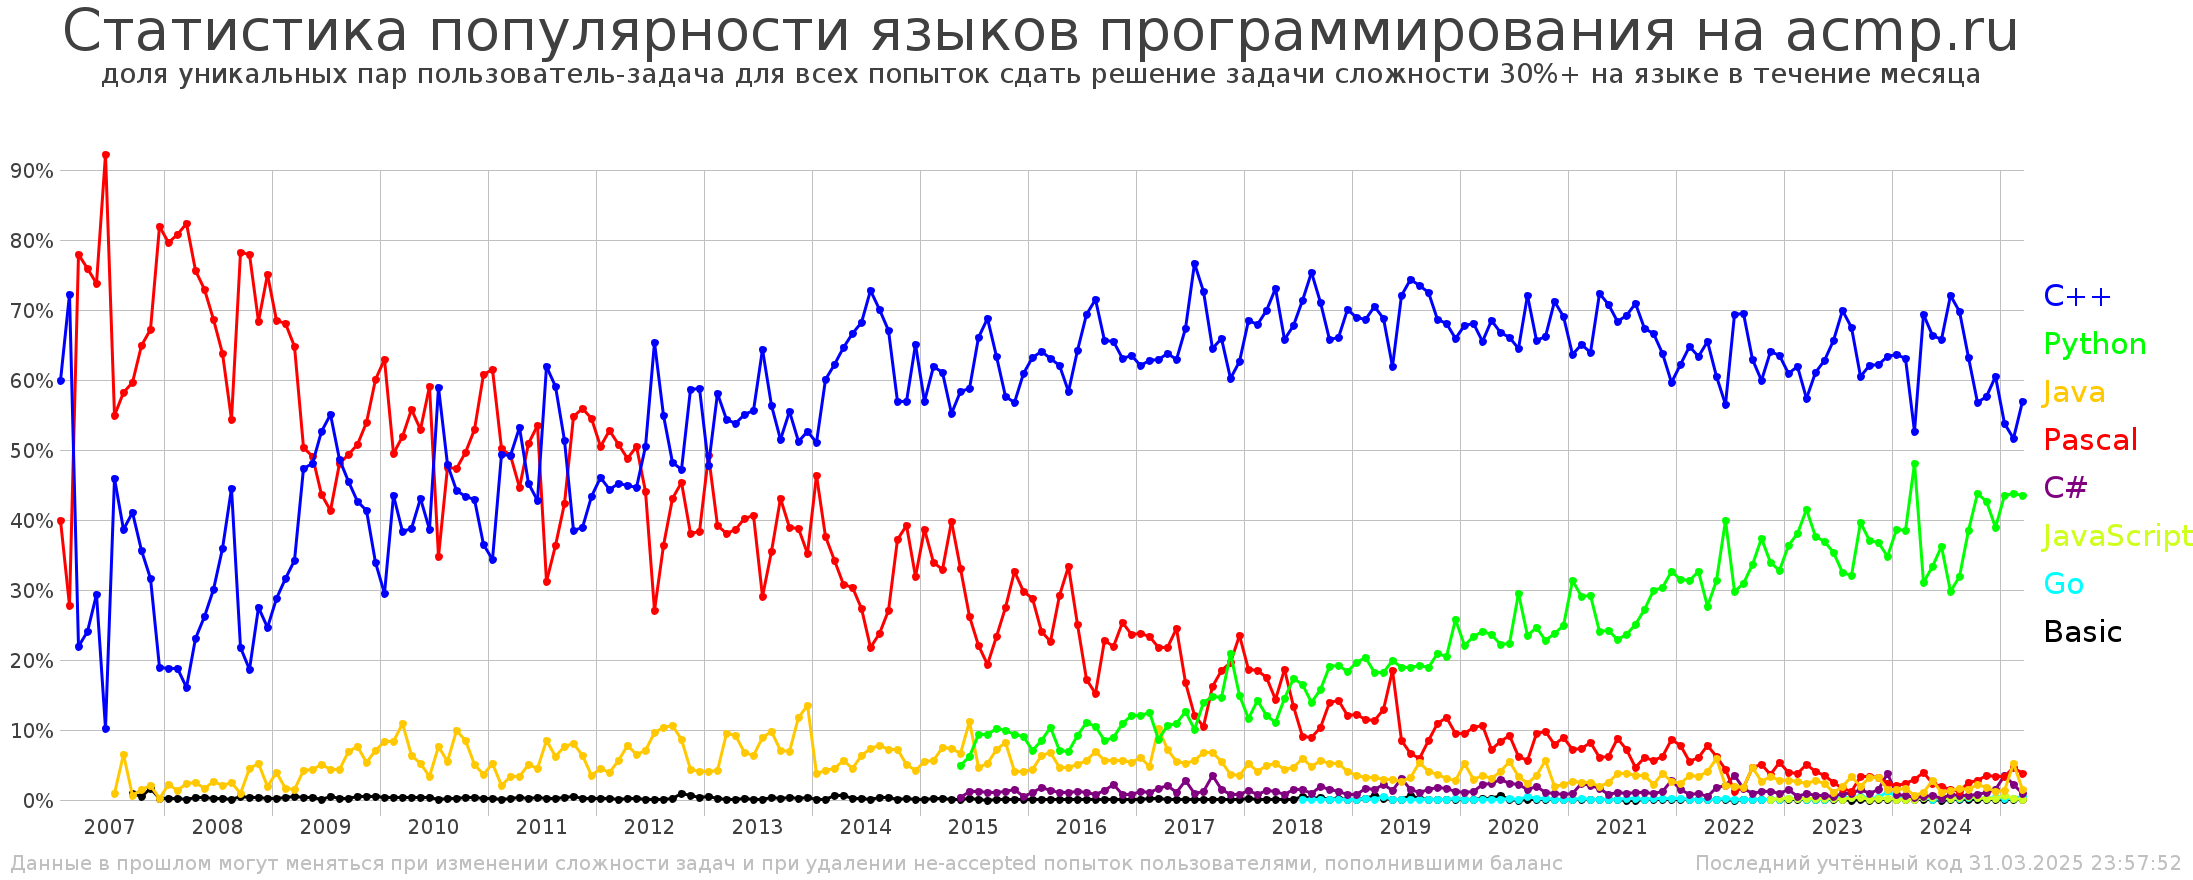 Статистика популярности языков программирования на acmp.ru
доля уникальных пар пользователь-задача для всех попыток сдать решение задачи сложности 30%+ на языке в течение месяца
90%
80%
70%
60%
50%
40%
30%
20%
10%
0%
C++
Python
Java
Pascal
C#
JavaScript
Go
Basic
2007 2008 2009 2010 2011 2012 2013 2014 2015 2016 2017 2018 2019 2020 2021 2022 2023 2024
Данные в прошлом могут меняться при изменении сложности задач и при удалении не-accepted попыток пользователями, пополнившими баланс
Последний учтённый код 31.03.2025 23:57:52